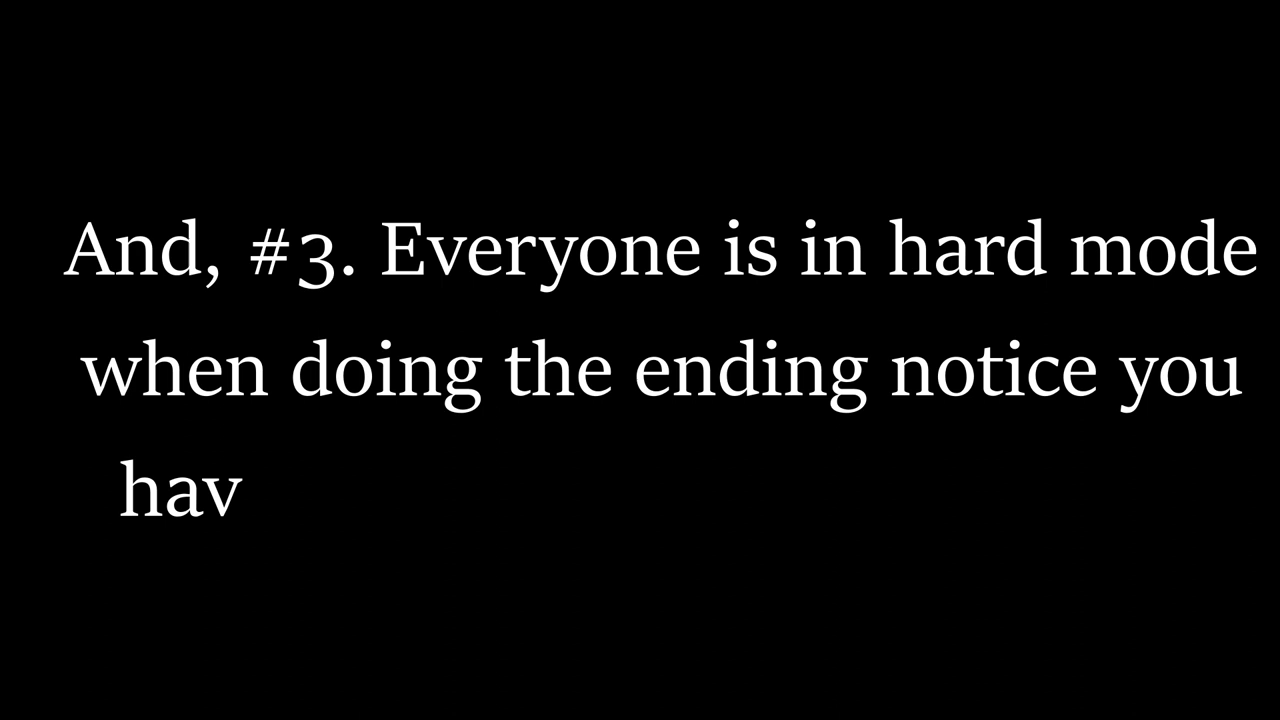 And, #3. Everyone is in hard mode
when doing the ending notice you
hav